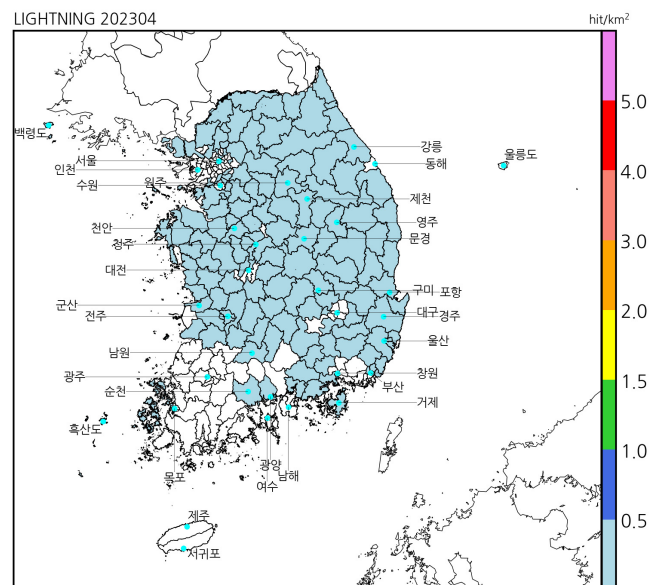 LIGHTNING 202304
hit/km²
5.0
백령도
강릉
울릉도
서울
동해
인천
4.0
수원
원주
제천
영주
천안
문경
청주
3.0
대전
구미
포항
군산
대구
경주
2.0
전주
울산
남원
광주
창원
1.5
순천
부산
거제
흑산도
1.0
광양
목포
남해
여수
제주
0.5
서귀포